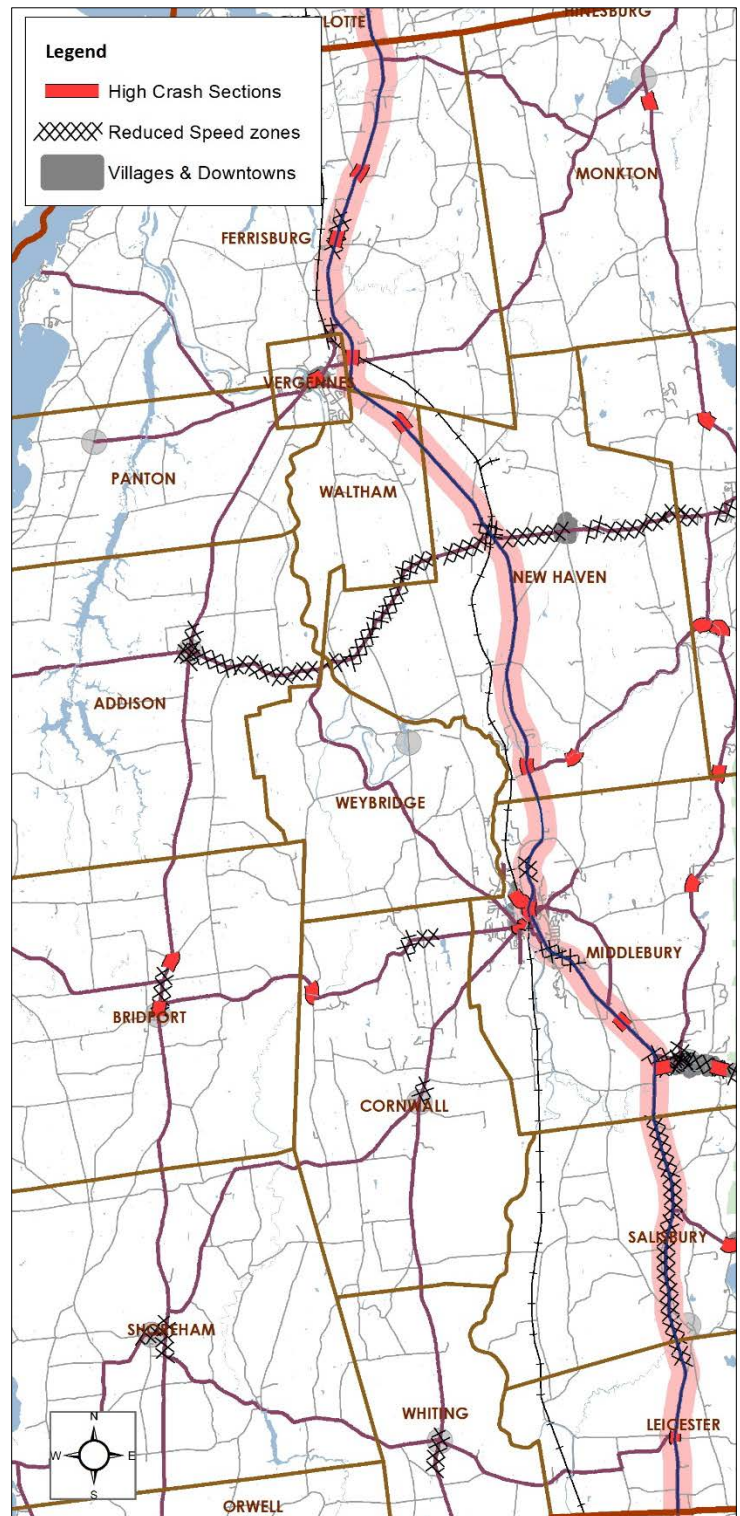 HINESBURG
Legend
High Crash Sections
Reduced Speed zones
Villages & Downtowns
MONKTON
FERRISBURG
VERGENNES
PANTON
WALTHAM
NEW HAVEN
ADDISON
WEYBRIDGE
MIDDLEBURY
BRIDPORT
CORNWALL
SALISBURY
SHOREHAM
WHITING
LEICESTER
N
W E
S
ORWELL